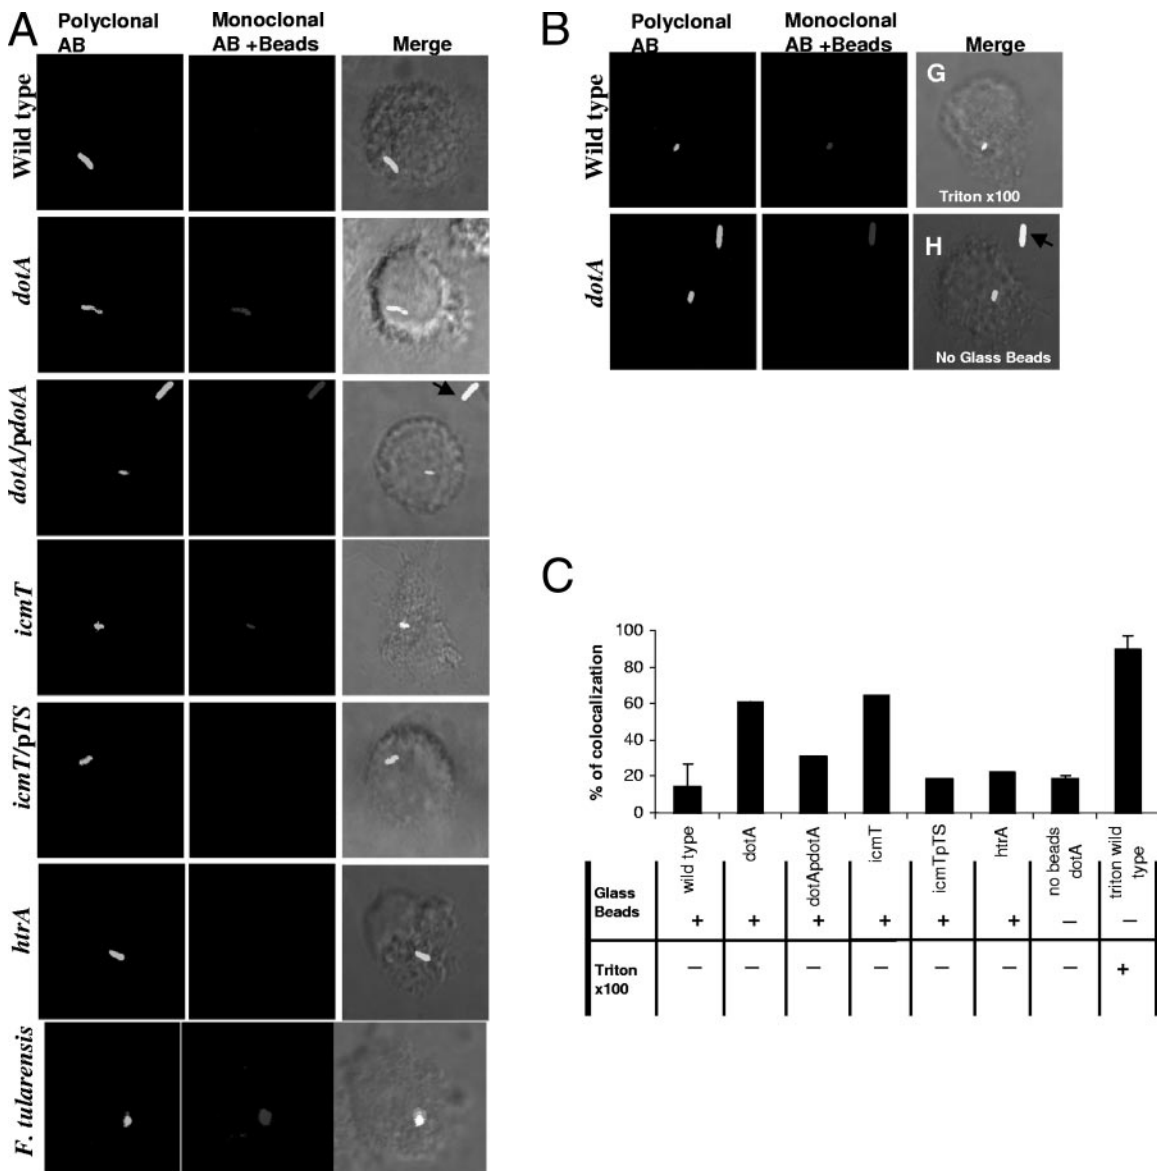 A
Polyclonal
AB
Monoclonal
AB +Beads
Merge
Wild type
dotA
dotA/pdotA
icmT
icmT/pTS
htrA
F. tularensis
B
Polyclonal
AB
Monoclonal
AB +Beads
Merge
Wild type
G
Triton x100
dotA
H
No Glass Beads
C
% of colocalization
100
80
60
40
20
0
wild type
dotA
dotApdotA
icmT
icmTpTS
htrA
no beads
dotA
triton wild
type
Glass
Beads
+ + + + + + – –
Triton
x100
– – – – – – – +